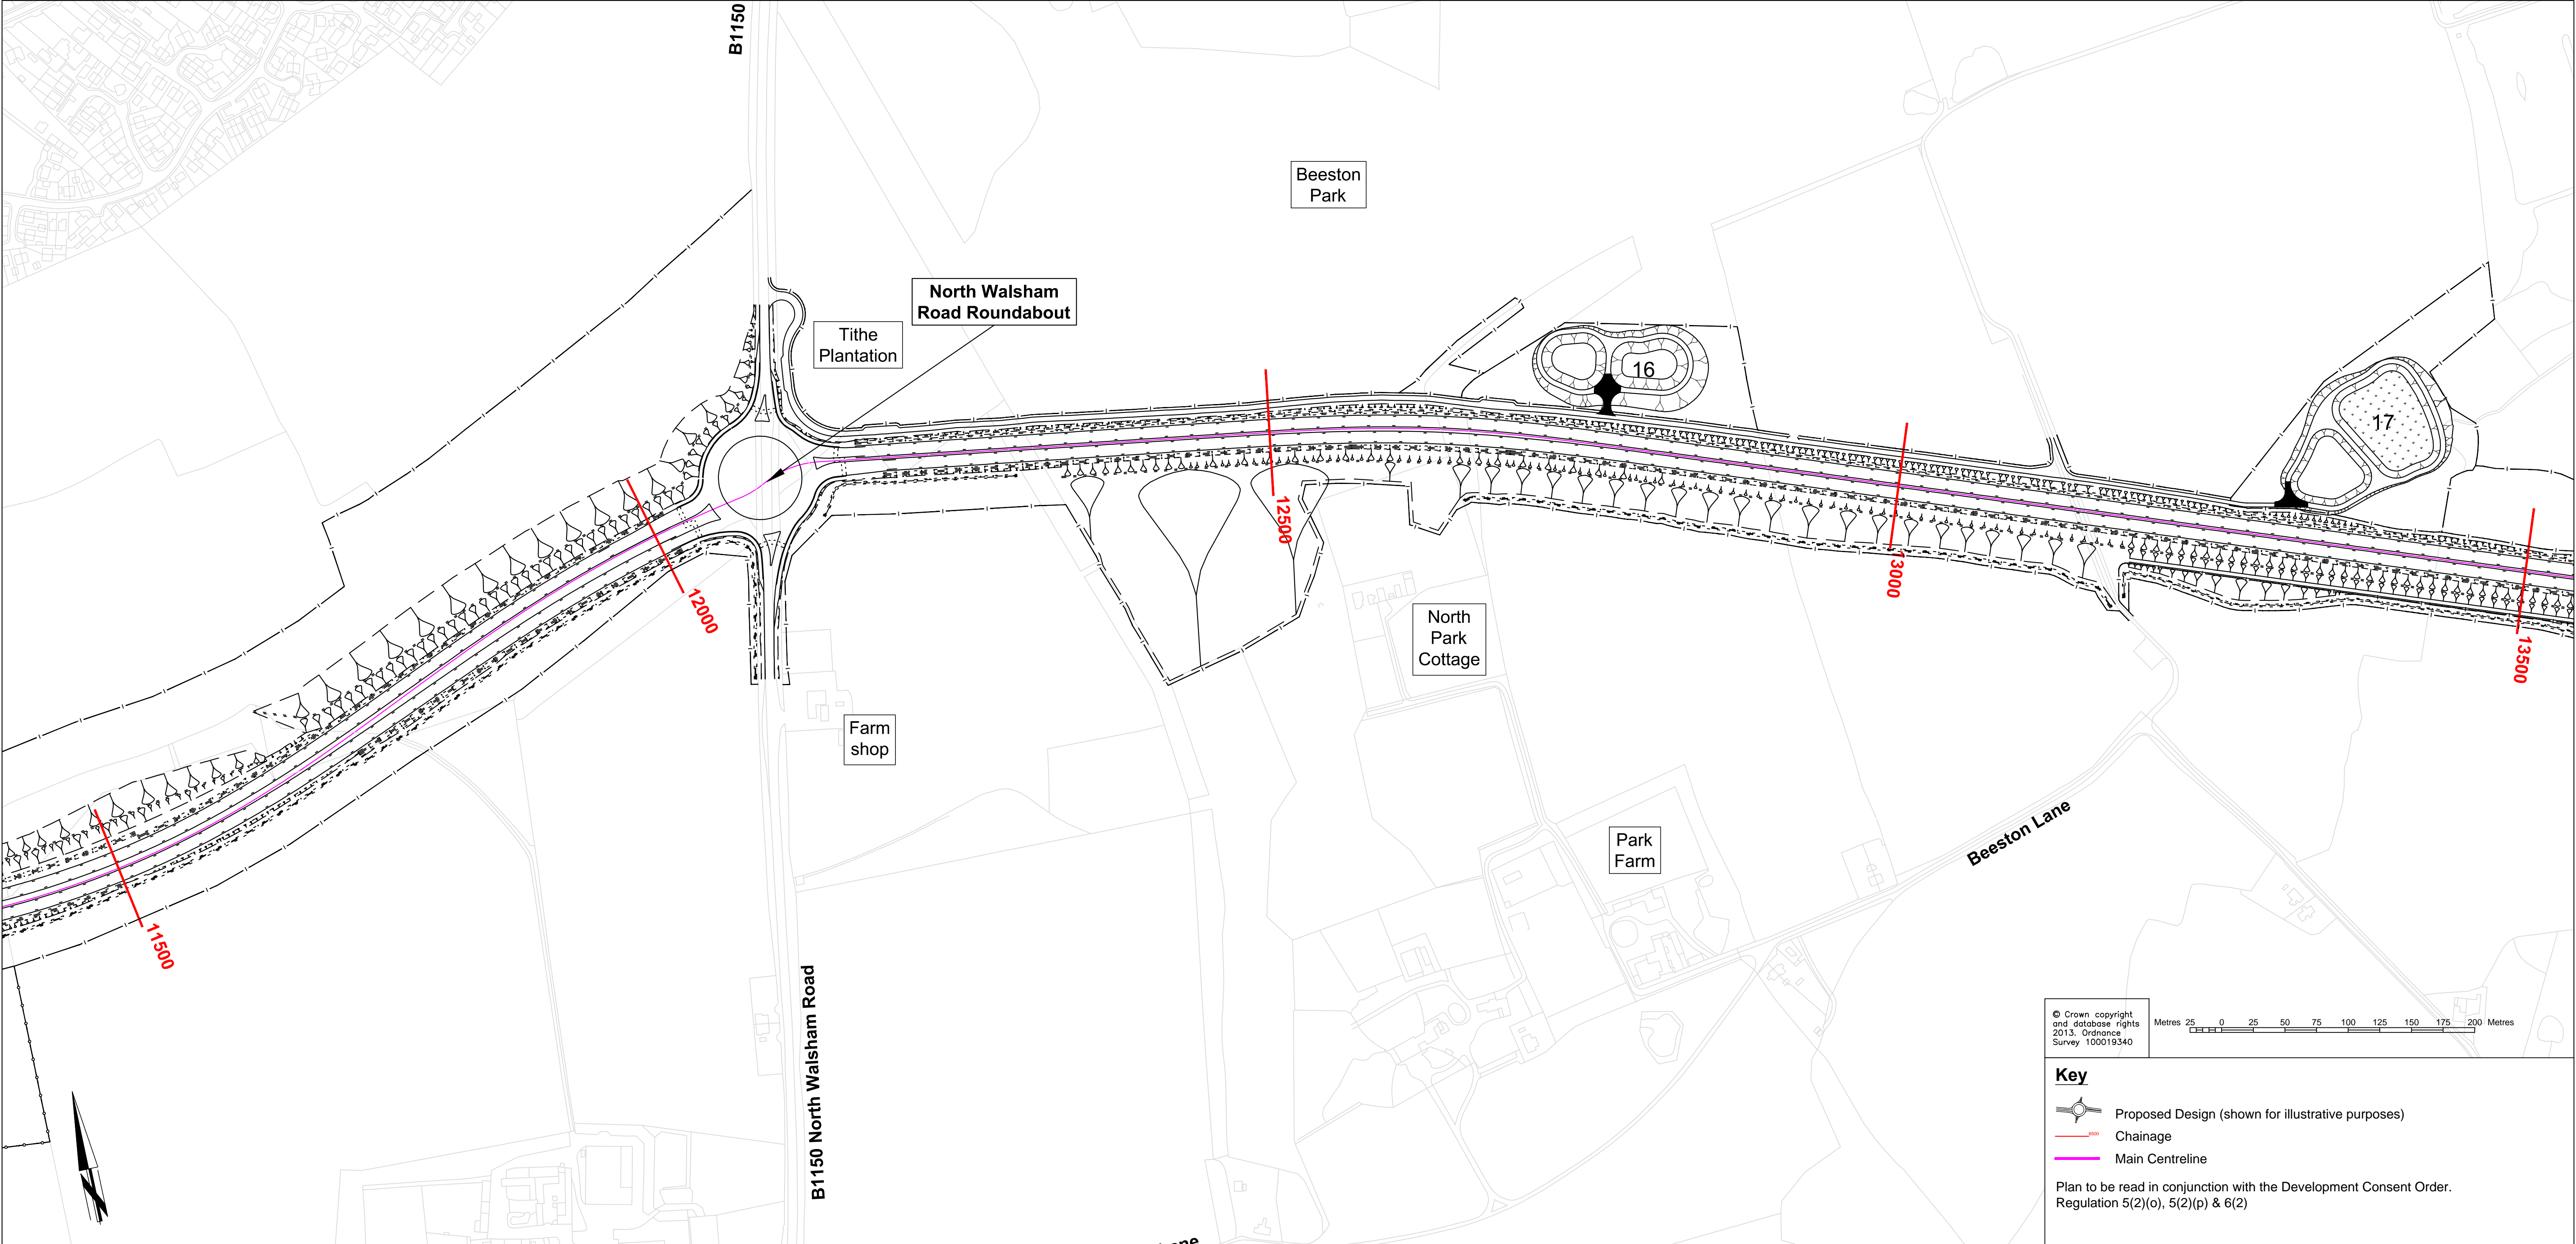 B1150
Beeston
Park
North Walsham
Road Roundabout
Tithe
Plantation
16
17
12500
13000
12000
North
Park
Cottage
13500
Farm
shop
Park
Farm
Beeston Lane
11500
B1150 North Walsham Road
N
© Crown copyright
and database rights
2013. Ordnance
Survey 100019340
Metres 25 0 25 50 75 100 125 150 175 200 Metres
Key
Proposed Design (shown for illustrative purposes)
Chainage
Main Centreline
Plan to be read in conjunction with the Development Consent Order.
Regulation 5(2)(o), 5(2)(p) & 6(2)